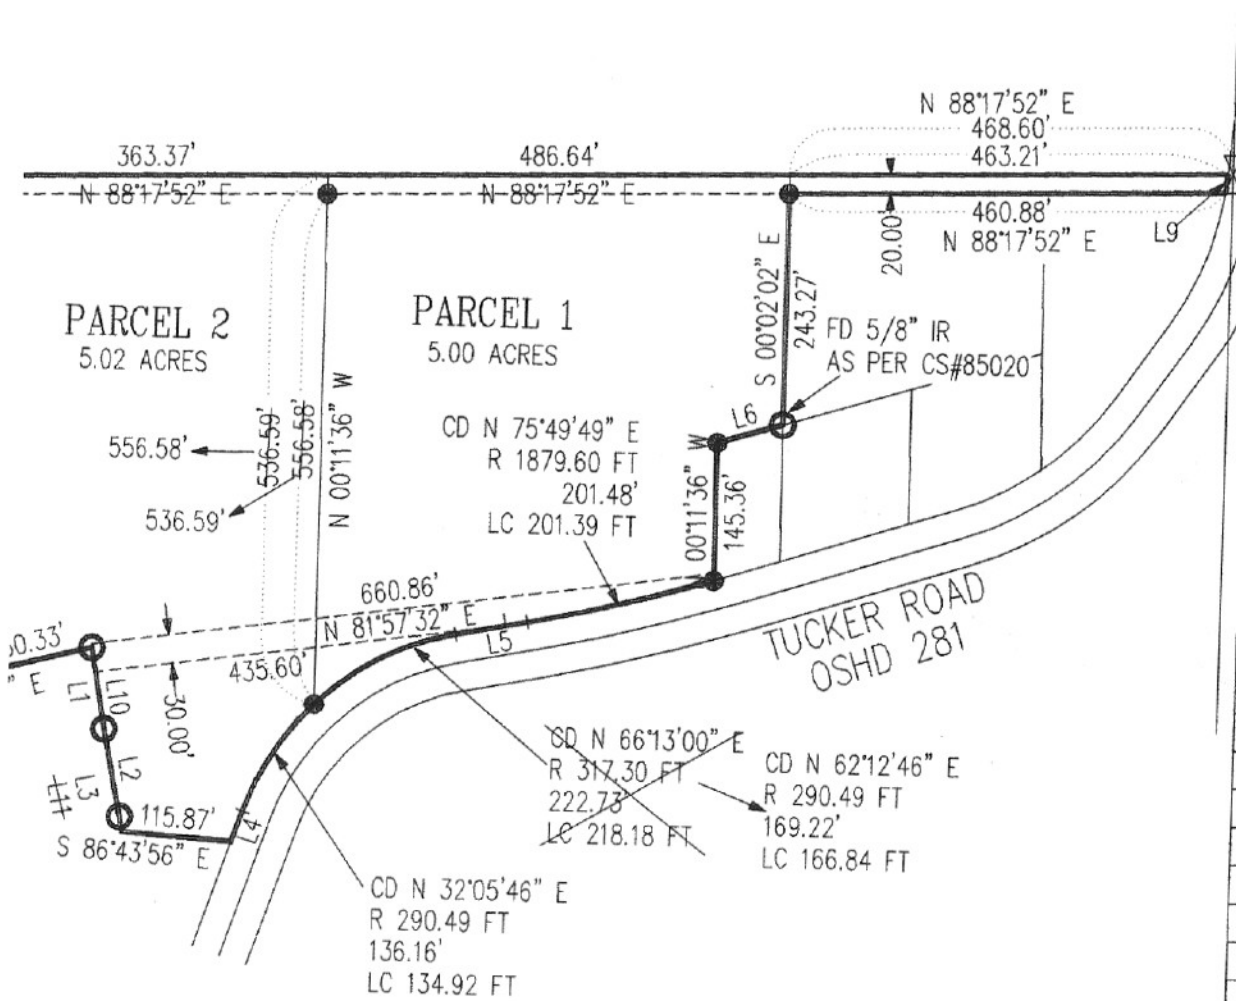 N 88°17'52" E
468.60'
463.21'
363.37'
486.64'
N 88°17'52" E
N 88°17'52" E
460.88'
N 88°17'52" E
L9
20.00'
PARCEL 2
5.02 ACRES
PARCEL 1
5.00 ACRES
S 00°02'02" E
243.27'
FD 5/8" IR
AS PER CS#85020
L6
556.58'
536.59'
536.59'
556.58'
N 00°11'36" W
CD N 75°49'49" E
R 1879.60 FT
201.48'
LC 201.39 FT
00°11'36" W
145.36'
660.86'
N 81°57'32" E
L5
435.60'
0.33'
" E
L1
L10
30.00'
L2
L3
L11
115.87'
S 86°43'56" E
L4
TUCKER ROAD
OSHD 281
CD N 66°13'00" E
R 317.30 FT
222.73'
LC 218.18 FT
CD N 62°12'46" E
R 290.49 FT
169.22'
LC 166.84 FT
CD N 32°05'46" E
R 290.49 FT
136.16'
LC 134.92 FT